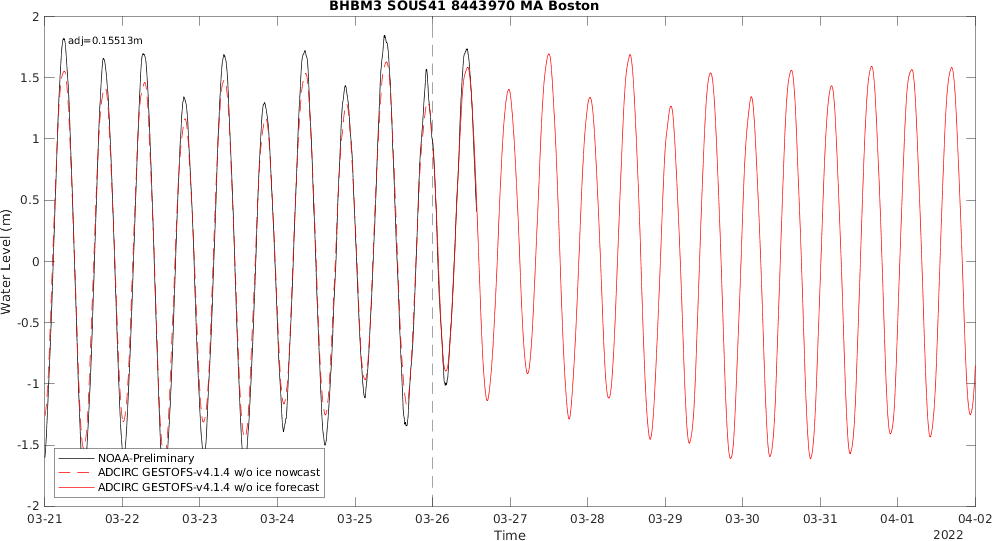 BHBM3 SOUS41 8443970 MA Boston
adj=0.15513m
2
1.5
1
0.5
0
-0.5
-1
-1.5
-2
Water Level (m)
NOAA-Preliminary
ADCIRC GESTOFS-v4.1.4 w/o ice nowcast
ADCIRC GESTOFS-v4.1.4 w/o ice forecast
03-21 03-22 03-23 03-24 03-25 03-26 03-27 03-28 03-29 03-30 03-31 04-01 04-02
Time
2022